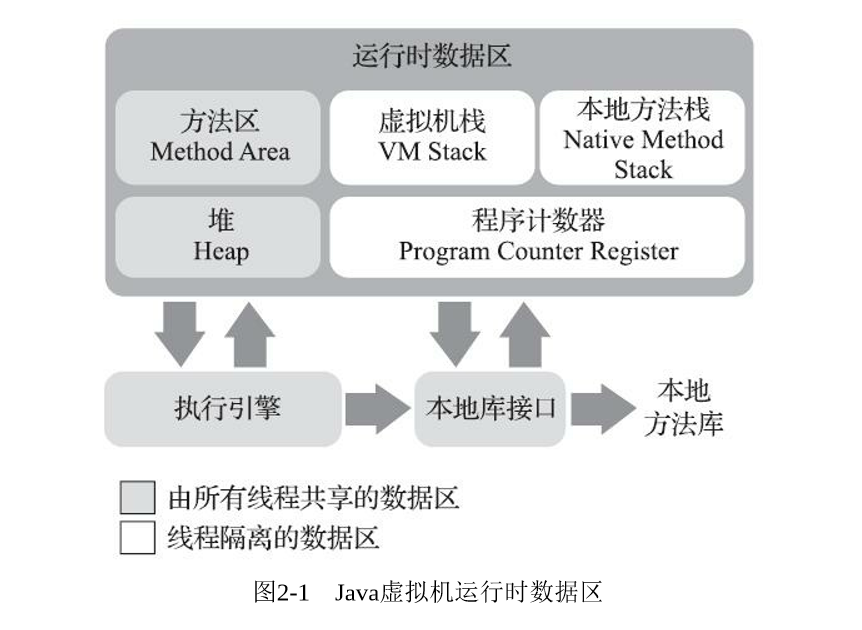 运行时数据区
方法区
Method Area
虚拟机栈
VM Stack
本地方法栈
Native Method
Stack
堆
Heap
程序计数器
Program Counter Register
执行引擎
本地库接口
本地
方法库
由所有线程共享的数据区
线程隔离的数据区
图2-1 Java虚拟机运行时数据区